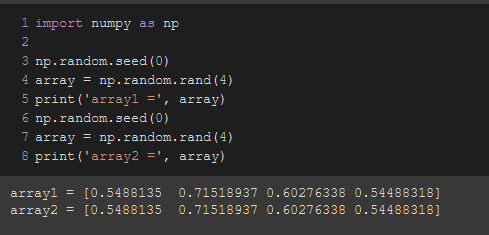 1 import numpy as np
2
3 np.random.seed(0)
4 array = np.random.rand(4)
5 print('array1 =', array)
6 np.random.seed(0)
7 array = np.random.rand(4)
8 print('array2 =', array)
array1 = [0.5488135  0.71518937 0.60276338 0.54488318]
array2 = [0.5488135  0.71518937 0.60276338 0.54488318]